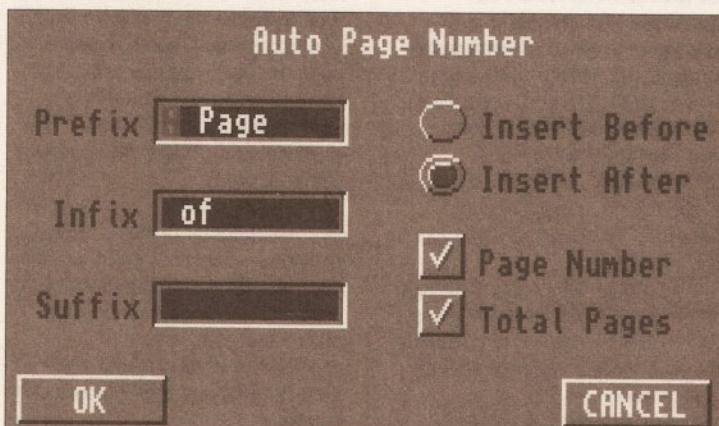 Auto Page Number
Prefix Page
Insert Before
Insert After
Infix of
Page Number
Suffix
Total Pages
OK
CANCEL